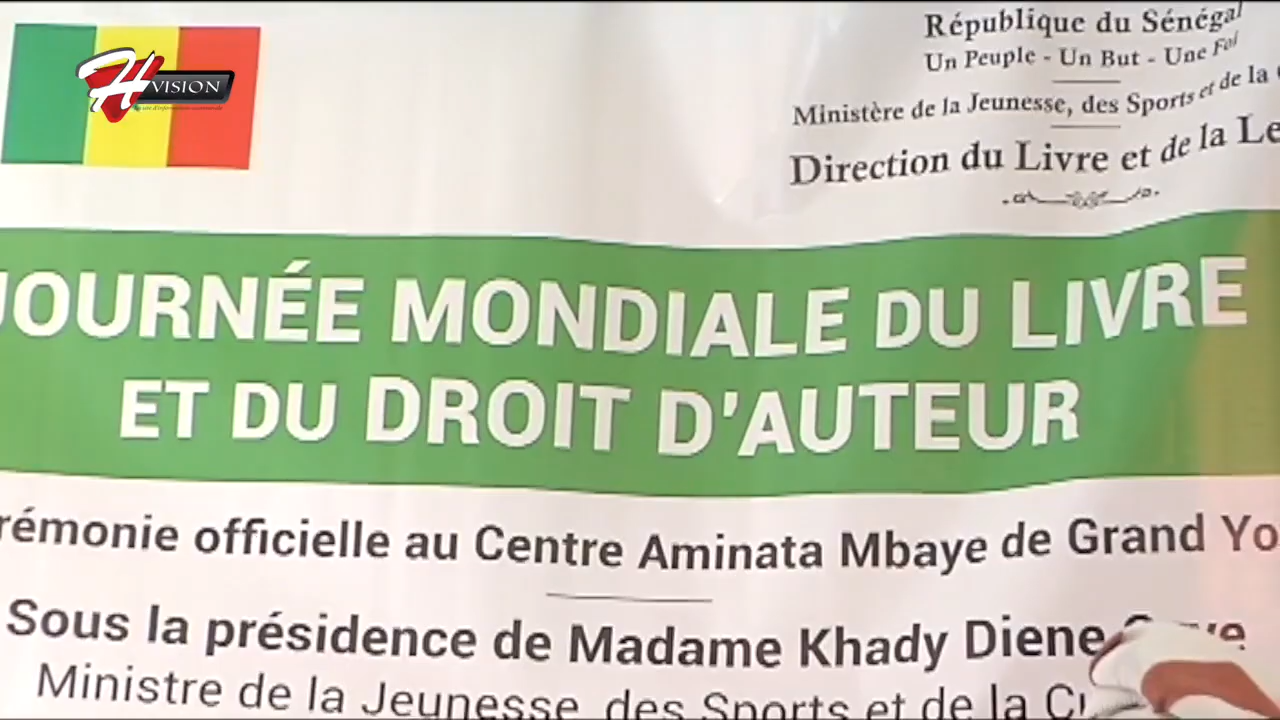 H VISION
République du Sénégal
Un Peuple - Un But - Une Foi
Ministère de la Jeunesse, des Sports et de la
Direction du Livre et de la Le
JOURNÉE MONDIALE DU LIVRE
ET DU DROIT D'AUTEUR
rémonie officielle au Centre Aminata Mbaye de Grand Yo
Sous la présidence de Madame Khady Diene
Ministre de la Jeunesse, des Sports et de la